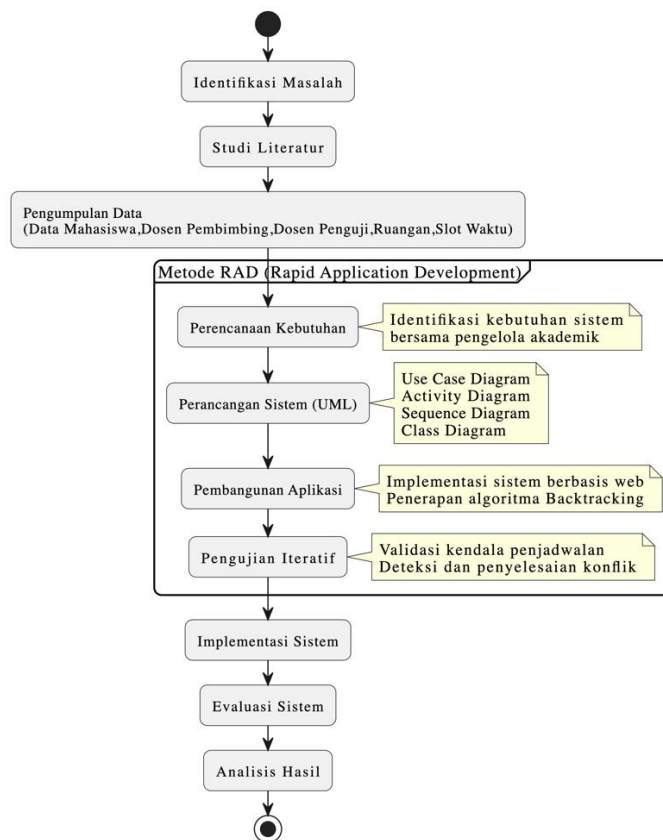 Identifikasi Masalah
Studi Literatur
Pengumpulan Data
(Data Mahasiswa,Dosen Pembimbing,Dosen Penguji,Ruangan,Slot Waktu)
Metode RAD (Rapid Application Development)
Perencanaan Kebutuhan
Identifikasi kebutuhan sistem
bersama pengelola akademik
Perancangan Sistem (UML)
Use Case Diagram
Activity Diagram
Sequence Diagram
Class Diagram
Pembangunan Aplikasi
Implementasi sistem berbasis web
Penerapan algoritma Backtracking
Pengujian Iteratif
Validasi kendala penjadwalan
Deteksi dan penyelesaian konflik
Implementasi Sistem
Evaluasi Sistem
Analisis Hasil